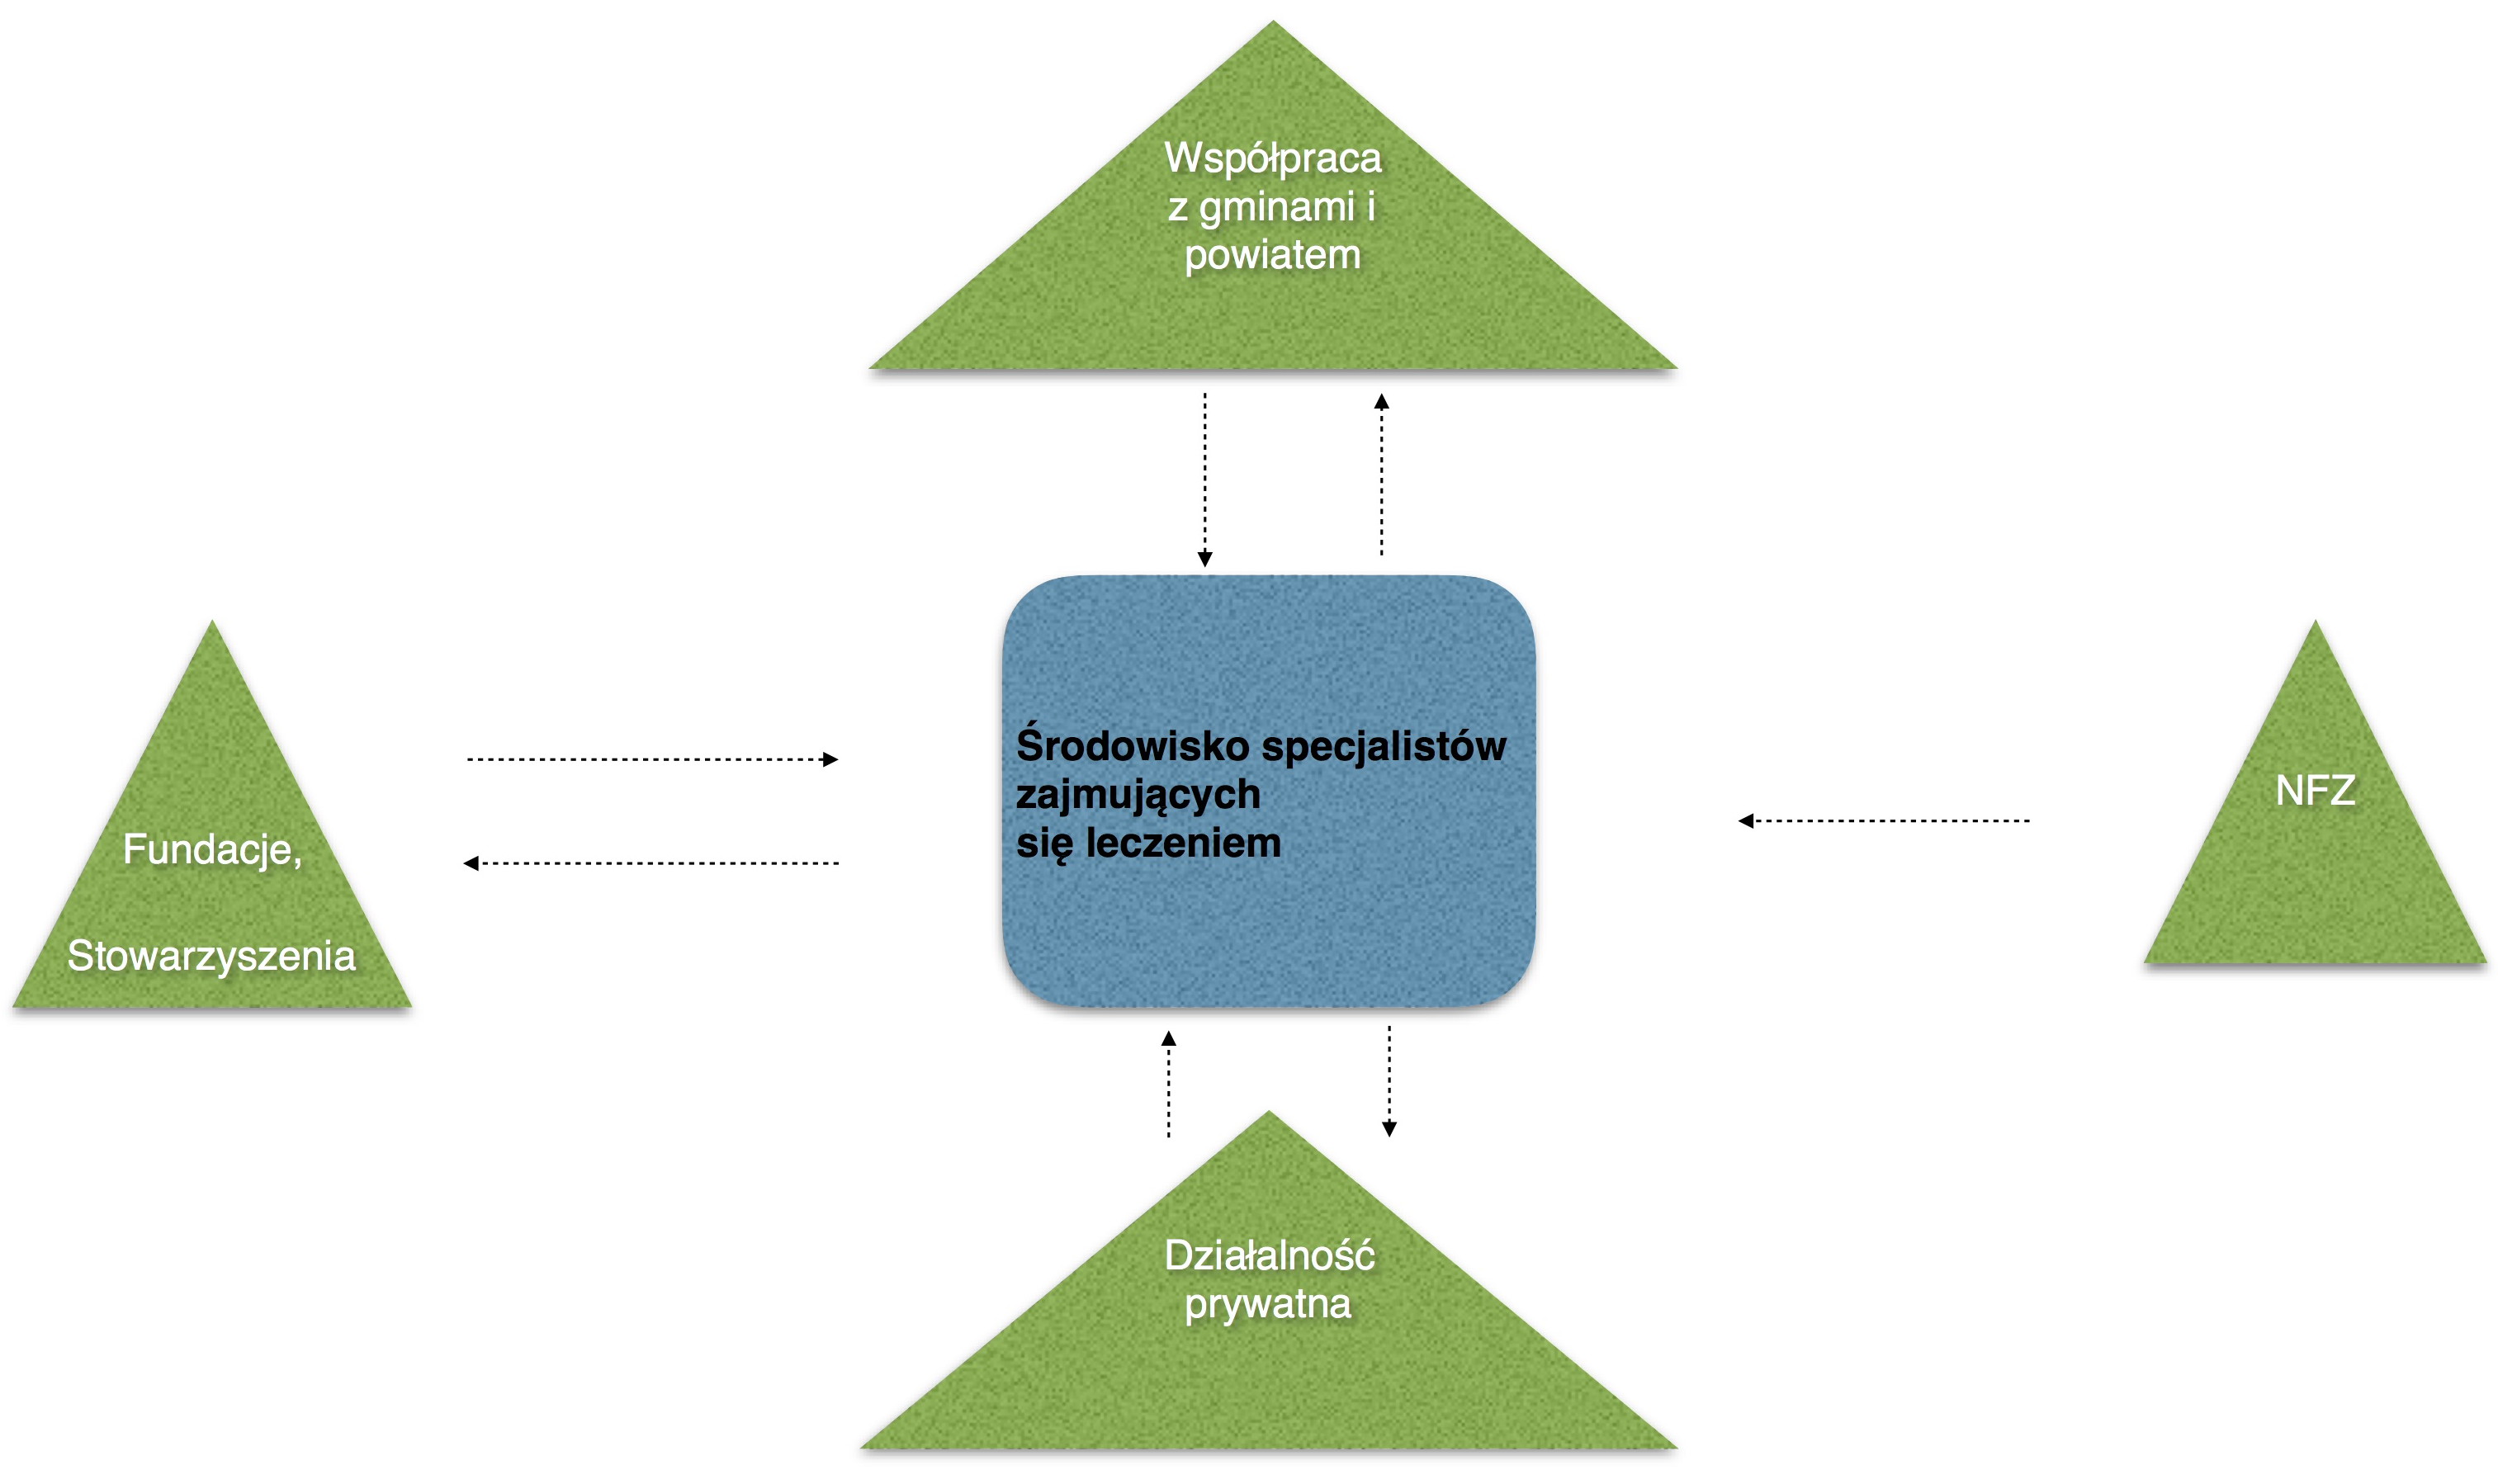 Współpraca
z gminami i
powiatem
Środowisko specjalistów
zajmujących
się leczeniem
Fundacje,
Stowarzyszenia
NFZ
Działalność
prywatna